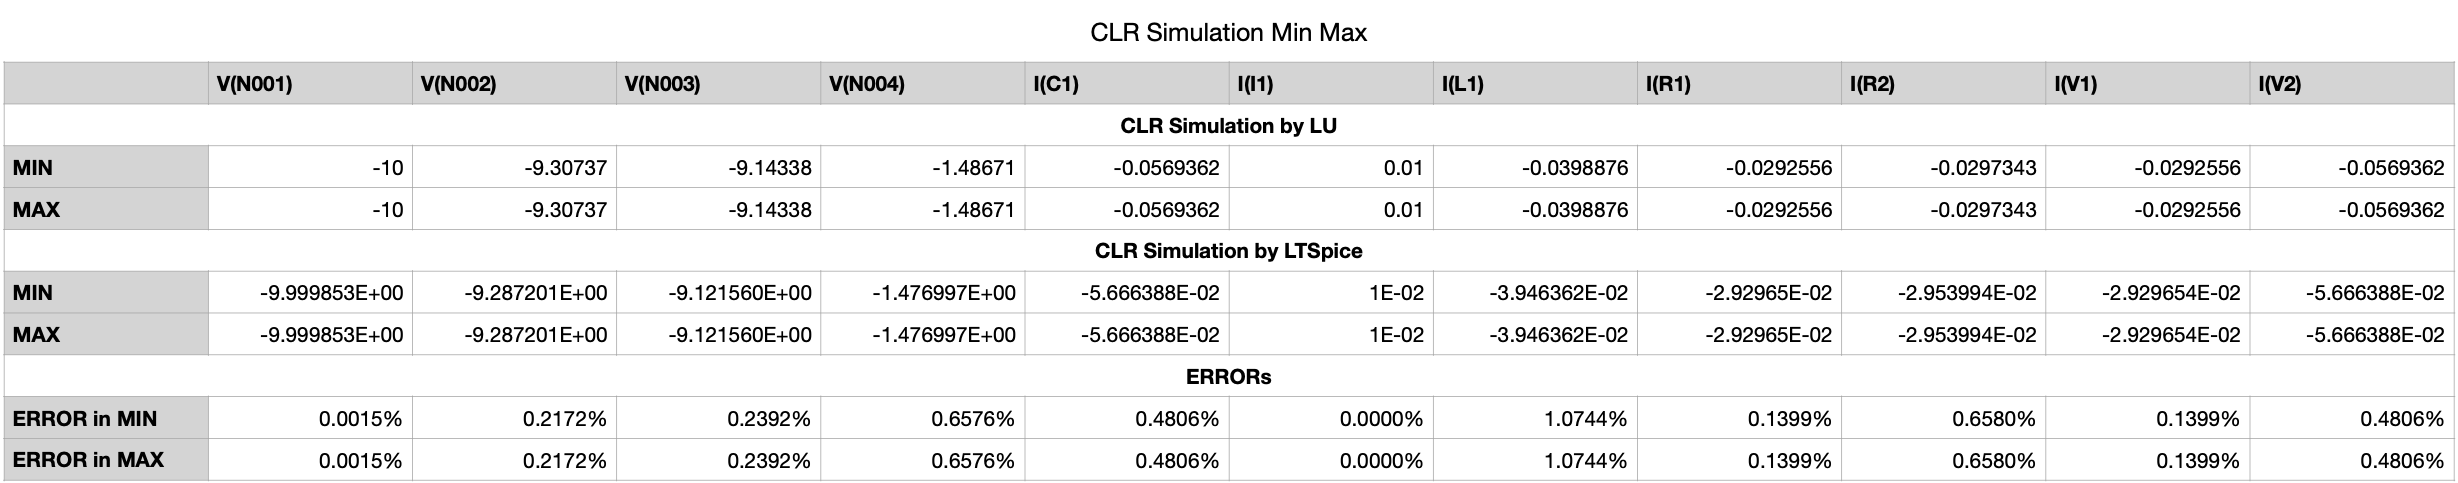 CLR Simulation Min Max
V(N001) V(N002) V(N003) V(N004) I(C1) I(I1) I(L1) I(R1) I(R2) I(V1) I(V2)
CLR Simulation by LU
MIN -10 -9.30737 -9.14338 -1.48671 -0.0569362 0.01 -0.0398876 -0.0292556 -0.0297343 -0.0292556 -0.0569362
MAX -10 -9.30737 -9.14338 -1.48671 -0.0569362 0.01 -0.0398876 -0.0292556 -0.0297343 -0.0292556 -0.0569362
CLR Simulation by LTSpice
MIN -9.999853E+00 -9.287201E+00 -9.121560E+00 -1.476997E+00 -5.666388E-02 1E-02 -3.946362E-02 -2.92965E-02 -2.953994E-02 -2.929654E-02 -5.666388E-02
MAX -9.999853E+00 -9.287201E+00 -9.121560E+00 -1.476997E+00 -5.666388E-02 1E-02 -3.946362E-02 -2.92965E-02 -2.953994E-02 -2.929654E-02 -5.666388E-02
ERRORs
ERROR in MIN 0.0015% 0.2172% 0.2392% 0.6576% 0.4806% 0.0000% 1.0744% 0.1399% 0.6580% 0.1399% 0.4806%
ERROR in MAX 0.0015% 0.2172% 0.2392% 0.6576% 0.4806% 0.0000% 1.0744% 0.1399% 0.6580% 0.1399% 0.4806%